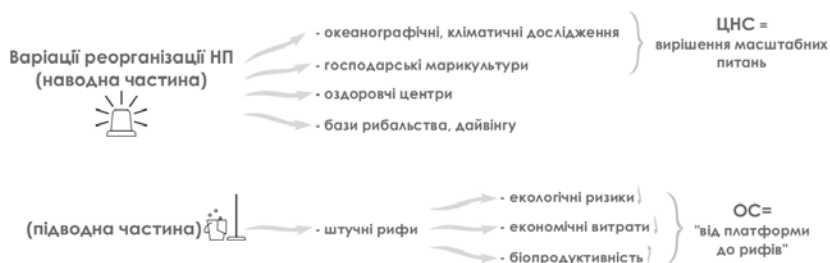 Варіації реорганізації НП
(наводна частина)
- океанографічні, кліматичні дослідження
- господарські марикультури
- оздоровчі центри
- бази рибальства, дайвінгу
ЦНС =
вирішення масштабних
питань
(підводна частина)
- штучні рифи
- екологічні ризики
- економічні витрати
- біопродуктивність
ОС=
"від платформи
до рифів"